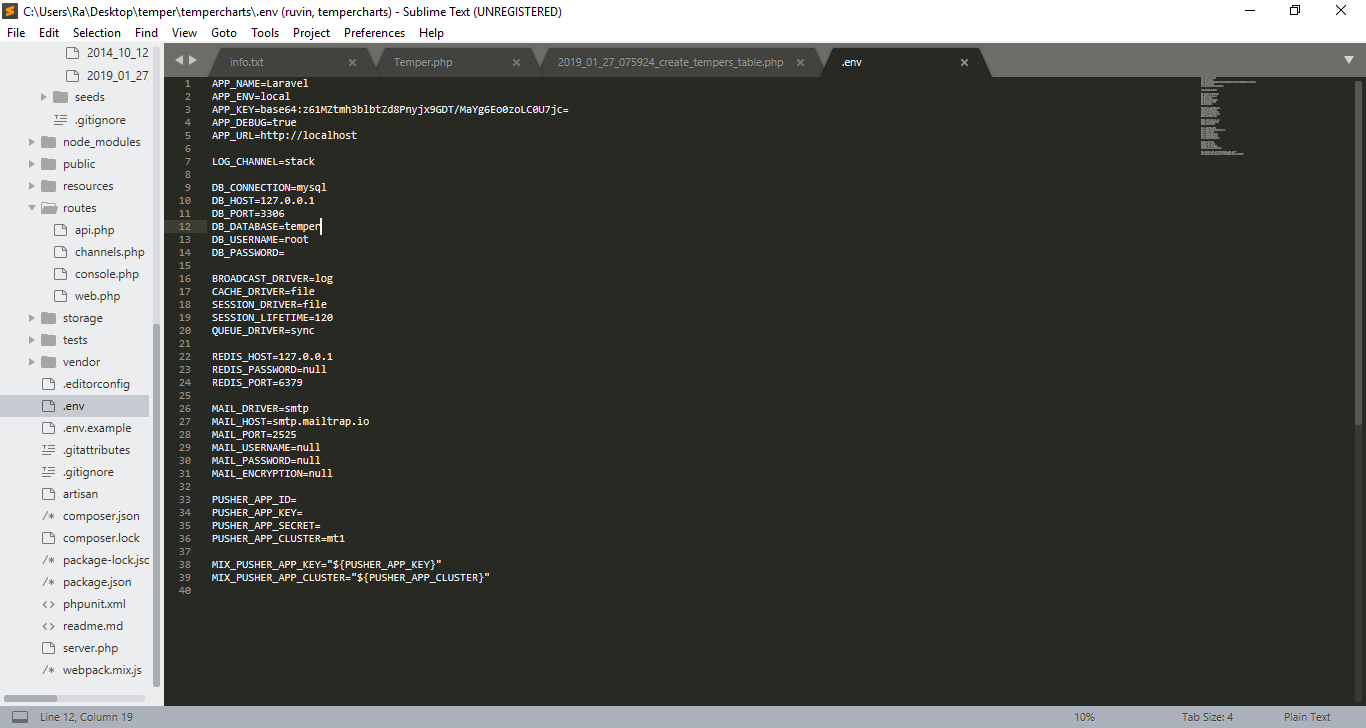 C:\Users\Ra\Desktop\temper\tempercharts\.env (ruvin, tempercharts) - Sublime Text (UNREGISTERED)
File Edit Selection Find View Goto Tools Project Preferences Help
info.txt
Temper.php
2019_01_27_075924_create_tempers_table.php
.env
2014_10_12
2019_01_27
seeds
.gitignore
node_modules
public
resources
routes
api.php
channels.php
console.php
web.php
storage
tests
vendor
.editorconfig
.env
.env.example
.gitattributes
.gitignore
artisan
composer.json
composer.lock
package-lock.jsc
package.json
phpunit.xml
readme.md
server.php
webpack.mix.js
1 APP_NAME=Laravel
2 APP_ENV=local
3 APP_KEY=base64:z61MZtmh3blbtZd8Pnyjx9GDT/MaYg6Eo0zoLC0U7jc=
4 APP_DEBUG=true
5 APP_URL=http://localhost
6
7 LOG_CHANNEL=stack
8
9 DB_CONNECTION=mysql
10 DB_HOST=127.0.0.1
11 DB_PORT=3306
12 DB_DATABASE=temper
13 DB_USERNAME=root
14 DB_PASSWORD=
15
16 BROADCAST_DRIVER=log
17 CACHE_DRIVER=file
18 SESSION_DRIVER=file
19 SESSION_LIFETIME=120
20 QUEUE_DRIVER=sync
21
22 REDIS_HOST=127.0.0.1
23 REDIS_PASSWORD=null
24 REDIS_PORT=6379
25
26 MAIL_DRIVER=smtp
27 MAIL_HOST=smtp.mailtrap.io
28 MAIL_PORT=2525
29 MAIL_USERNAME=null
30 MAIL_PASSWORD=null
31 MAIL_ENCRYPTION=null
32
33 PUSHER_APP_ID=
34 PUSHER_APP_KEY=
35 PUSHER_APP_SECRET=
36 PUSHER_APP_CLUSTER=mt1
37
38 MIX_PUSHER_APP_KEY="${PUSHER_APP_KEY}"
39 MIX_PUSHER_APP_CLUSTER="${PUSHER_APP_CLUSTER}"
40
Line 12, Column 19
10%
Tab Size: 4
Plain Text